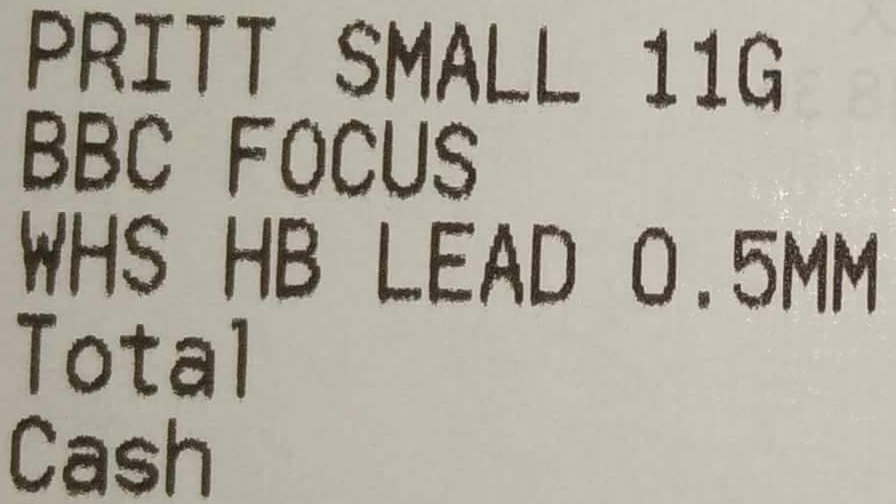 PRITT SMALL 11G
BBC FOCUS
WHS HB LEAD 0.5MM
Total
Cash